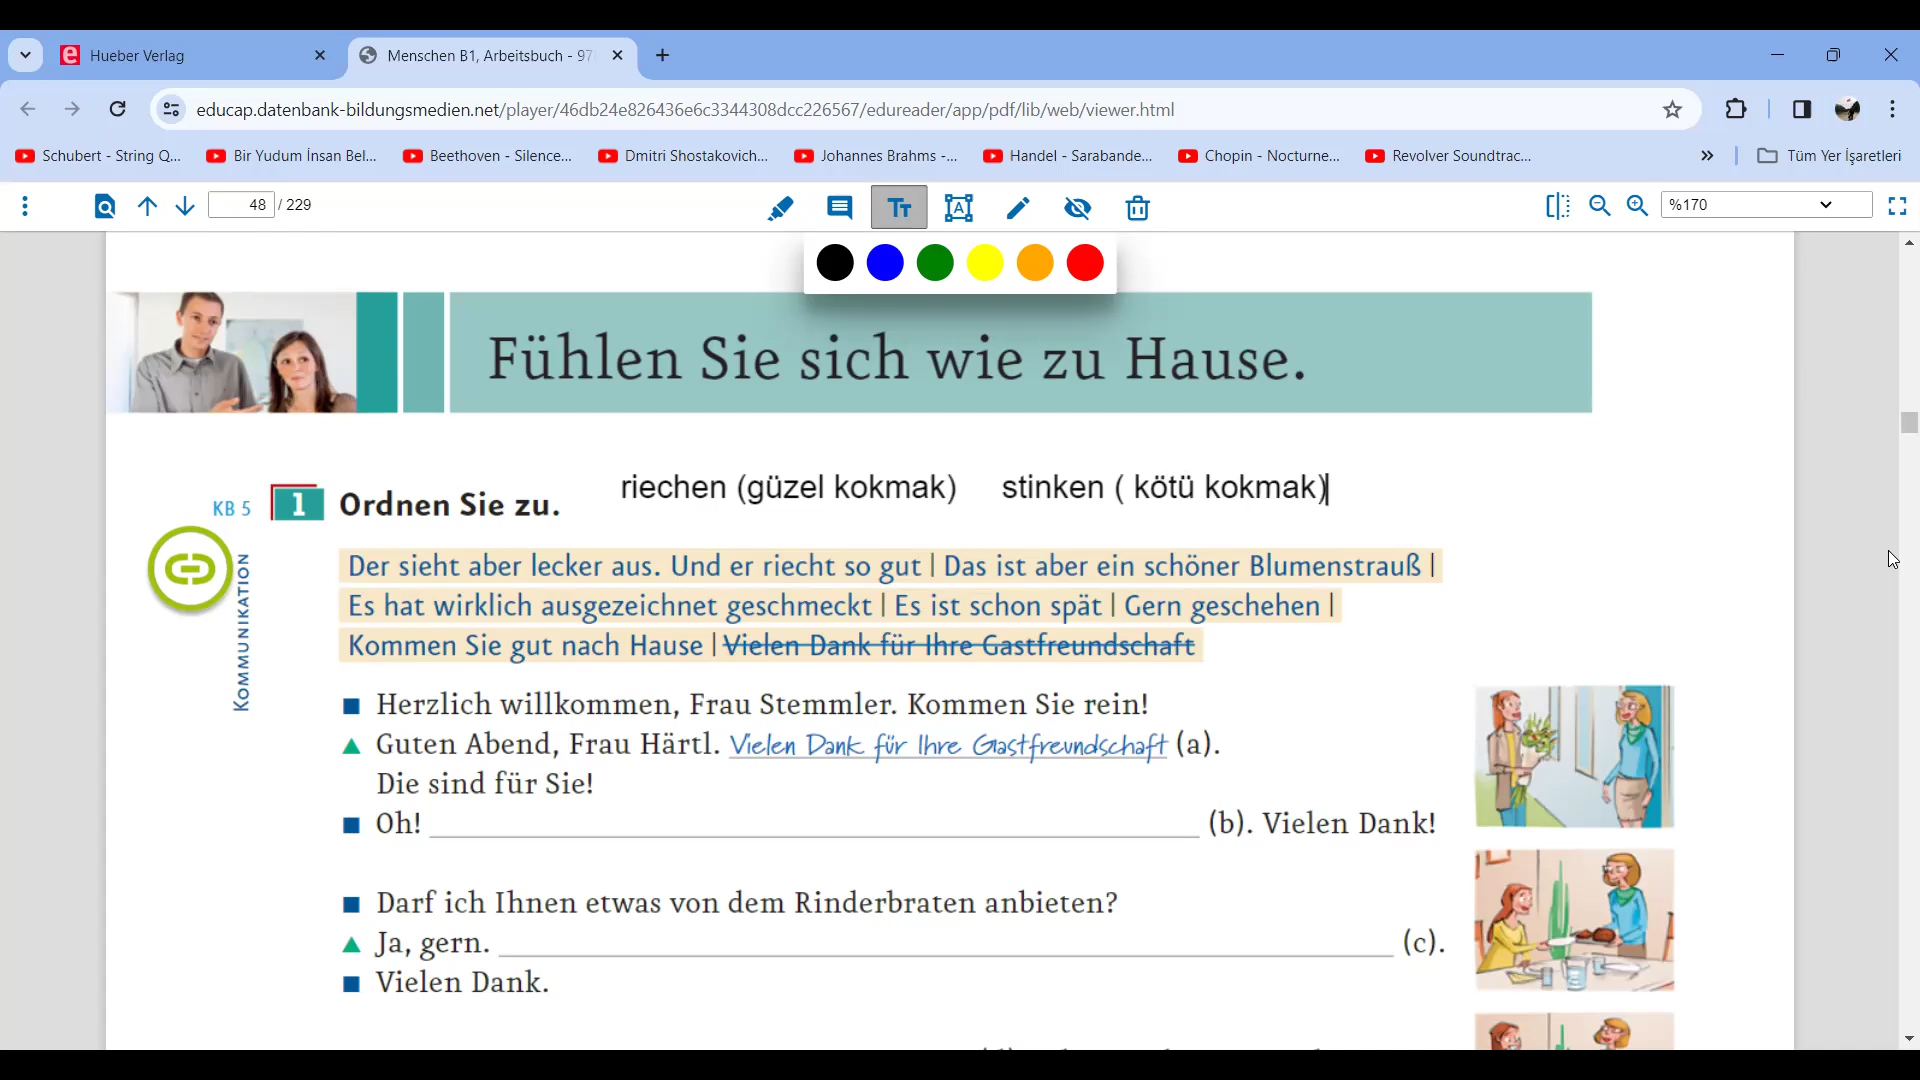 Hueber Verlag
Menschen B1, Arbeitsbuch - 97
educap.datenbank-bildungsmedien.net/player/46db24e826436e6c3344308dcc226567/edureader/app/pdf/lib/web/viewer.html
Schubert - String Q... Bir Yudum İnsan Bel... Beethoven - Silence... Dmitri Shostakovich... Johannes Brahms -... Handel - Sarabande... Chopin - Nocturne... Revolver Soundtrac... » Tüm Yer İşaretleri
48 / 229 %170
Fühlen Sie sich wie zu Hause.
riechen (güzel kokmak) stinken ( kötü kokmak)
KB 5 1 Ordnen Sie zu.
KOMMUNIKATION
Der sieht aber lecker aus. Und er riecht so gut | Das ist aber ein schöner Blumenstrauß |
Es hat wirklich ausgezeichnet geschmeckt | Es ist schon spät | Gern geschehen |
Kommen Sie gut nach Hause | Vielen Dank für Ihre Gastfreundschaft
Herzlich willkommen, Frau Stemmler. Kommen Sie rein!
Guten Abend, Frau Härtl. Vielen Dank für Ihre Gastfreundschaft (a).
Die sind für Sie!
Oh! (b). Vielen Dank!
Darf ich Ihnen etwas von dem Rinderbraten anbieten?
Ja, gern. (c).
Vielen Dank.